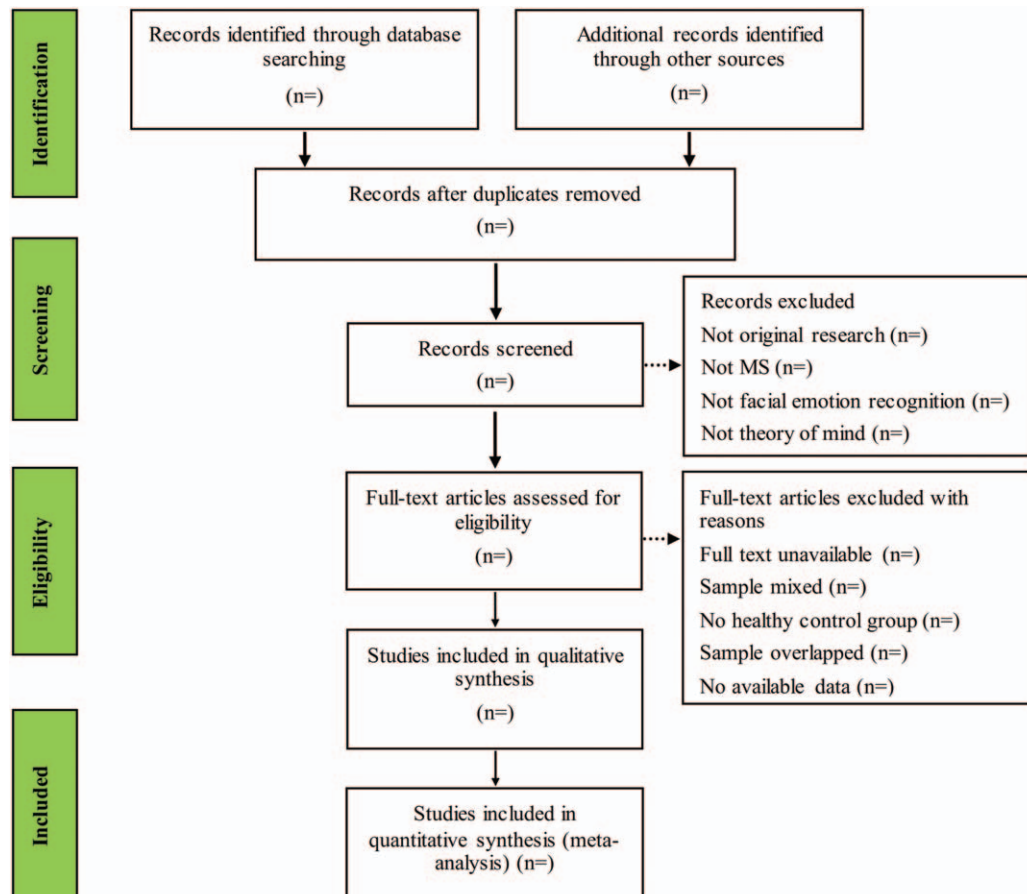 Identification
Records identified through database
searching
(n=)
Additional records identified
through other sources
(n=)
Records after duplicates removed
(n=)
Screening
Records screened
(n=)
Records excluded
Not original research (n=)
Not MS (n=)
Not facial emotion recognition (n=)
Not theory of mind (n=)
Eligibility
Full-text articles assessed for
eligibility
(n=)
Full-text articles excluded with
reasons
Full text unavailable (n=)
Sample mixed (n=)
No healthy control group (n=)
Sample overlapped (n=)
No available data (n=)
Studies included in qualitative
synthesis
(n=)
Included
Studies included in
quantitative synthesis (meta-
analysis) (n=)